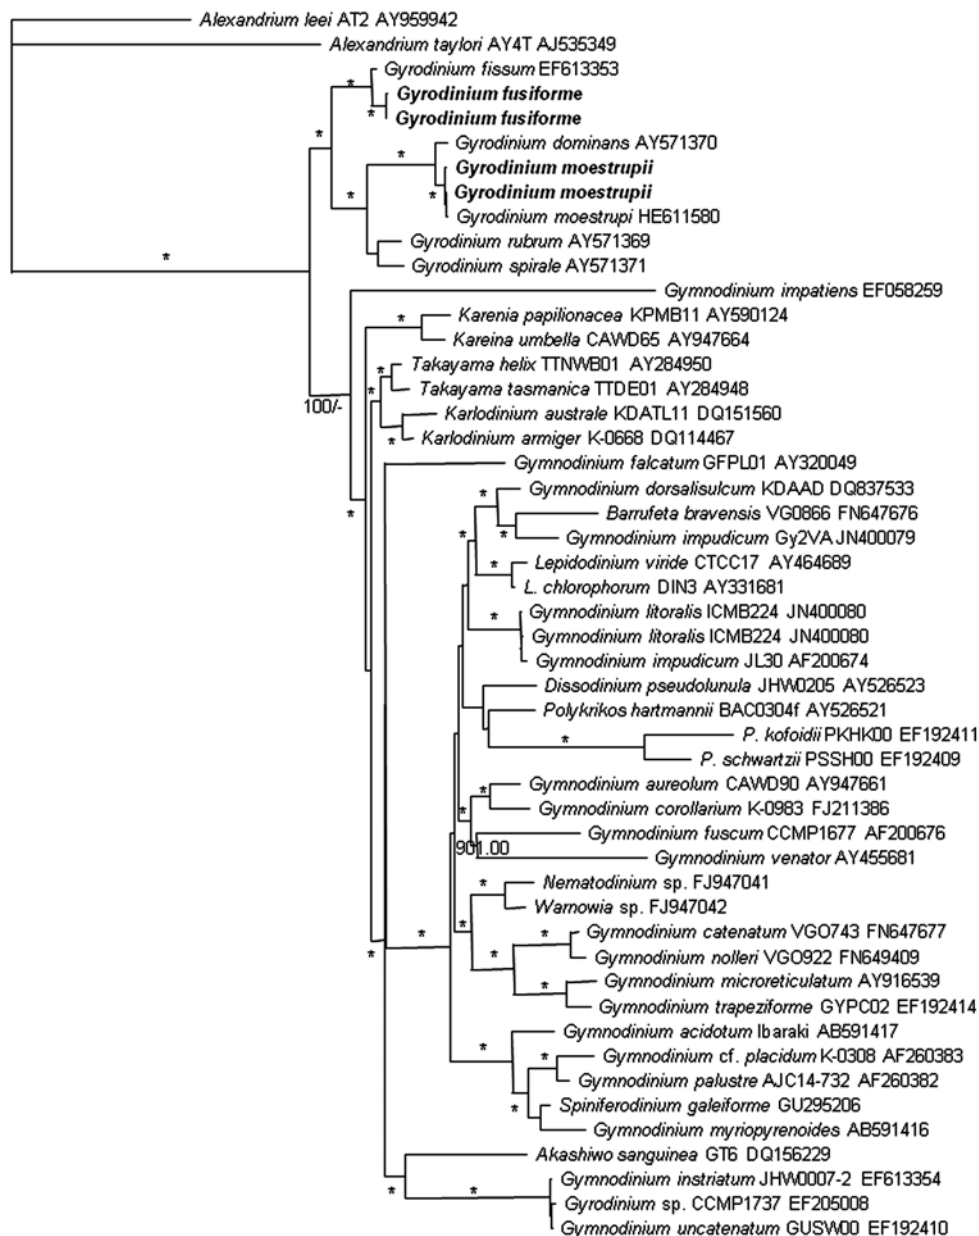 Alexandrium leei AT2 AY959942
Alexandrium taylori AY4T AJ535349
Gyrodinium fissum EF613353
*
Gyrodinium fusiforme
*
Gyrodinium fusiforme
*
Gyrodinium dominans AY571370
*
Gyrodinium moestrupii
*
Gyrodinium moestrupii
*
Gyrodinium moestrupi HE611580
Gyrodinium rubrum AY571369
*
Gyrodinium spirale AY571371
Gymnodinium impatiens EF058259
*
Karenia papilionacea KPMB11 AY590124
Kareina umbella CAWD65 AY947664
*
Takayama helix TTNWB01 AY284950
*
Takayama tasmanica TTDE01 AY284948
100/-
Karlodinium australe KDATL11 DQ151560
*
Karlodinium armiger K-0668 DQ114467
Gymnodinium falcatum GFPL01 AY320049
*
Gymnodinium dorsalisulcum KDAAD DQ837533
*
Barrufeta bravensis VG0866 FN647676
* *
Gymnodinium impudicum Gy2VA JN400079
*
Lepidodinium viride CTCC17 AY464689
L. chlorophorum DIN3 AY331681
*
Gymnodinium litoralis ICMB224 JN400080
Gymnodinium litoralis ICMB224 JN400080
Gymnodinium impudicum JL30 AF200674
Dissodinium pseudolunula JHW0205 AY526523
Polykrikos hartmannii BAC0304f AY526521
*
P. kofoidii PKHK00 EF192411
P. schwartzii PSSH00 EF192409
*
Gymnodinium aureolum CAWD90 AY947661
*
Gymnodinium corollarium K-0983 FJ211386
Gymnodinium fuscum CCMP1677 AF200676
901.00
Gymnodinium venator AY455681
*
Nematodinium sp. FJ947041
*
Warnowia sp. FJ947042
* *
Gymnodinium catenatum VGO743 FN647677
* *
Gymnodinium nolleri VGO922 FN649409
*
Gymnodinium microreticulatum AY916539
Gymnodinium trapeziforme GYPC02 EF192414
*
Gymnodinium acidotum Ibaraki AB591417
*
Gymnodinium cf. placidum K-0308 AF260383
Gymnodinium palustre AJC14-732 AF260382
*
Spiniferodinium galeiforme GU295206
Gymnodinium myriopyrenoides AB591416
Akashiwo sanguinea GT6 DQ156229
* *
Gymnodinium instriatum JHW0007-2 EF613354
Gyrodinium sp. CCMP1737 EF205008
Gymnodinium uncatenatum GUSW00 EF192410